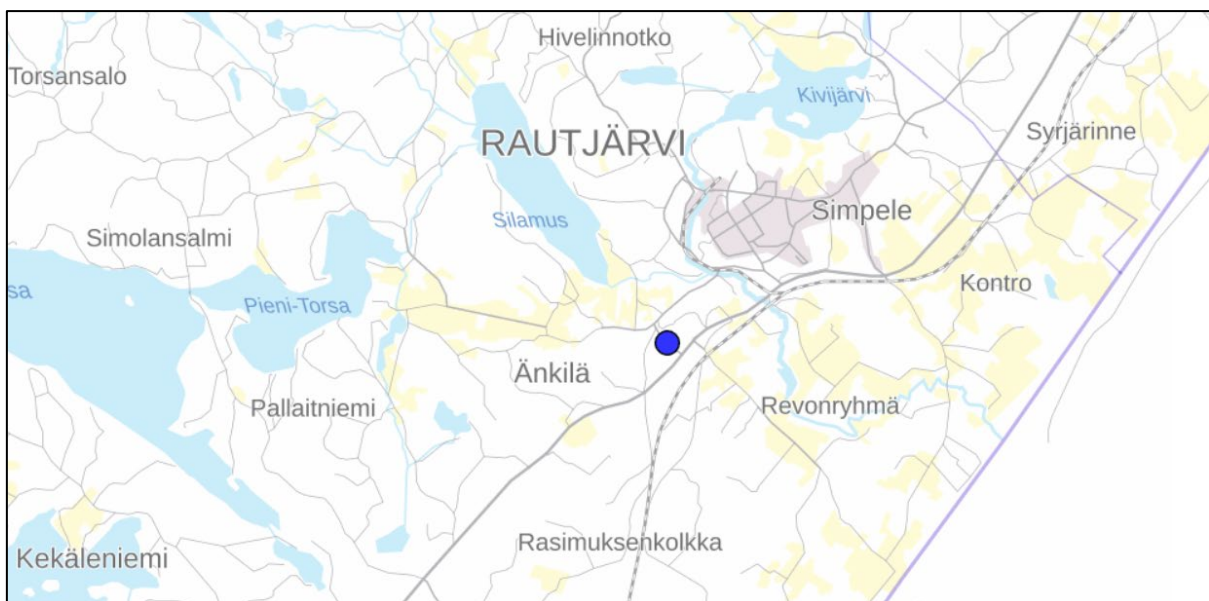 Hivelinnotko
Torsansalo
Kivijärvi
Syrjärinne
RAUTJÄRVI
Simpele
Silamus
Simolansalmi
Kontro
sa
Pieni-Torsa
Änkilä
Pallaitniemi
Revonryhmä
Rasimuksenkolkka
Kekäleniemi